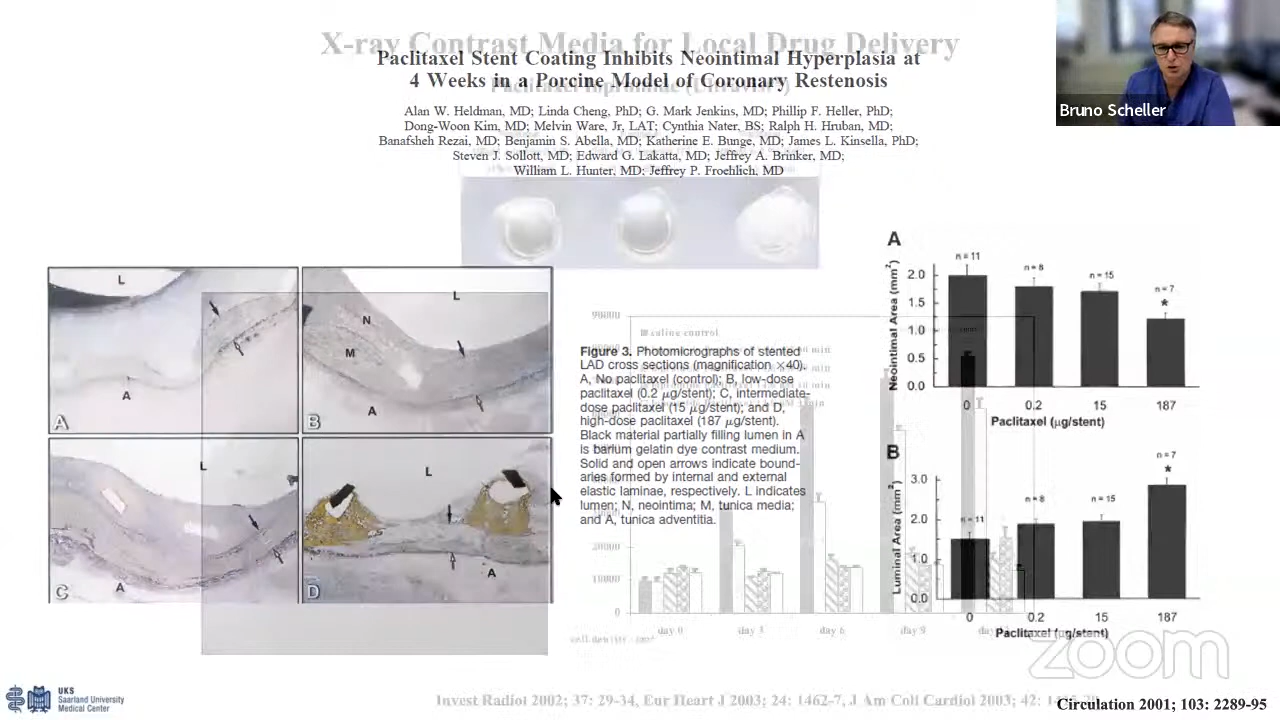 X-ray Contrast Media for Local Drug Delivery
Paclitaxel Stent Coating Inhibits Neointimal Hyperplasia at
4 Weeks in a Porcine Model of Coronary Restenosis
Alan W. Heldman, MD; Linda Cheng, PhD; G. Mark Jenkins, MD; Phillip F. Heller, PhD;
Dong-Woon Kim, MD; Melvin Ware, Jr, LAT; Cynthia Nater, BS; Ralph H. Hruban, MD;
Banafsheh Rezai, MD; Benjamin S. Abella, MD; Katherine E. Bunge, MD; James L. Kinsella, PhD;
Steven J. Sollott, MD; Edward G. Lakatta, MD; Jeffrey A. Brinker, MD;
William L. Hunter, MD; Jeffrey P. Froehlich, MD
Bruno Scheller
L
A
A
L
N
M
A
B
L
A
C
L
A
D
saline control
Figure 3. Photomicrographs of stented
LAD cross sections (magnification ×40).
A, No paclitaxel (control); B, low-dose
paclitaxel (0.2 μg/stent); C, intermediate-
dose paclitaxel (15 μg/stent); and D,
high-dose paclitaxel (187 μg/stent).
Black material partially filling lumen in A
is barium gelatin dye contrast medium.
Solid and open arrows indicate bound-
aries formed by internal and external
elastic laminae, respectively. L indicates
lumen; N, neointima; M, tunica media;
and A, tunica adventitia.
90000
10000
0
day 0
day 3
day 6
day 9
A
Neointimal Area (mm²)
2.0
1.5
1.0
0.5
0.0
n = 11
n = 8
n = 15
n = 7
*
0 0.2 15 187
Paclitaxel (μg/stent)
B
Luminal Area (mm²)
3.0
2.0
1.0
0.0
n = 11
n = 8
n = 15
n = 7
*
0 0.2 15 187
Paclitaxel (μg/stent)
zoom
UKS
Saarland University
Medical Center
Invest Radiol 2002; 37: 29-34, Eur Heart J 2003; 24: 1462-7, J Am Coll Cardiol 2003; 42:
Circulation 2001; 103: 2289-95